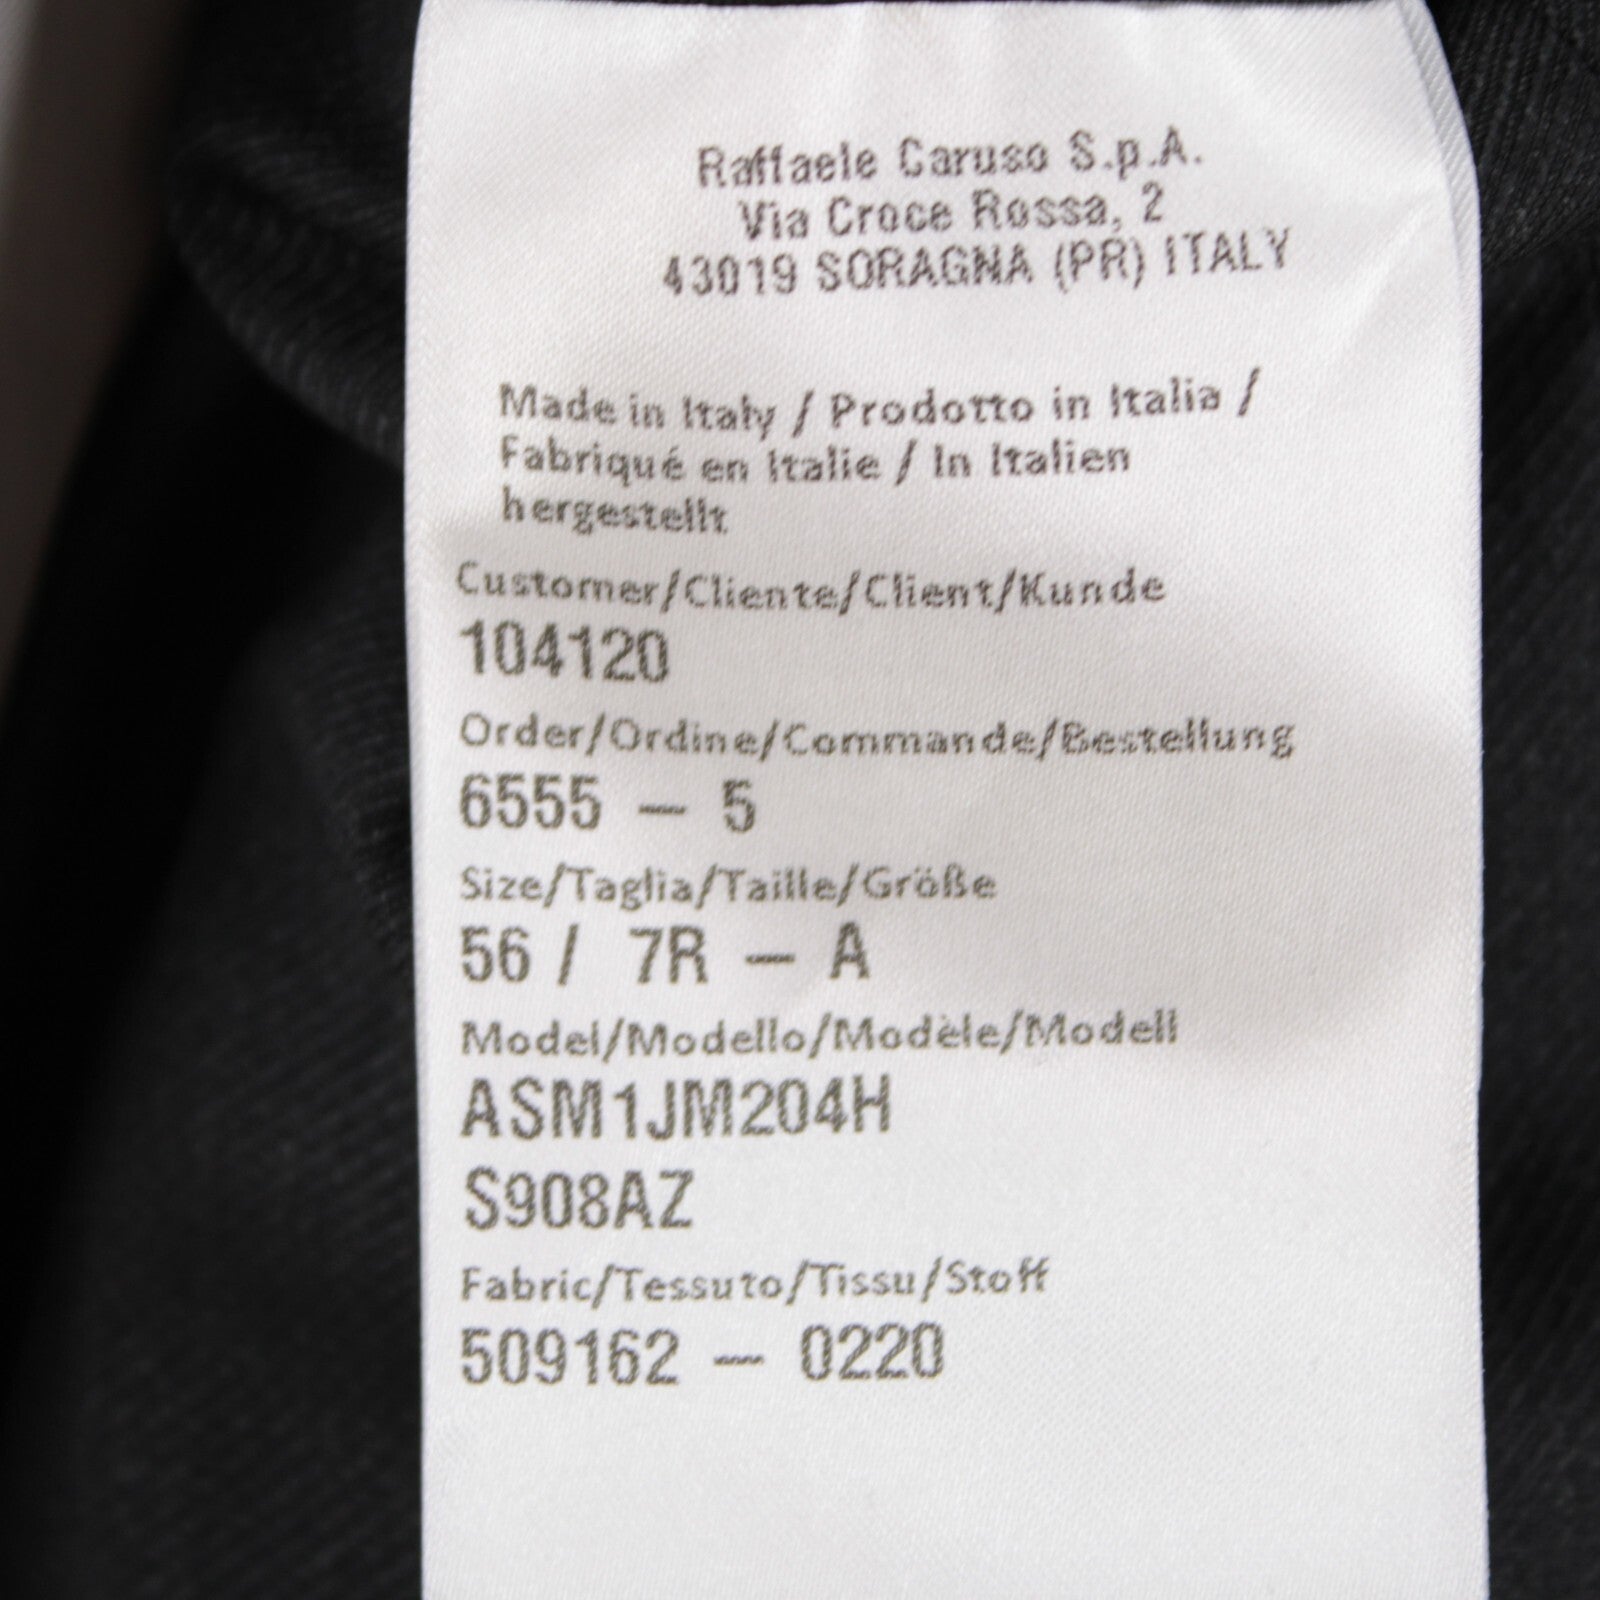 Raffaele Caruso S.p.A.
Via Croce Rossa, 2
43019 SORAGNA (PR) ITALY
Made in Italy / Prodotto in Italia /
Fabriqué en Italie / In Italien
hergestellt
Customer/Cliente/Client/Kunde
104120
Order/Ordine/Commande/Bestellung
6555 — 5
Size/Taglia/Taille/Größe
56 / 7R — A
Model/Modello/Modèle/Modell
ASM1JM204H
S908AZ
Fabric/Tessuto/Tissu/Stoff
509162 — 0220